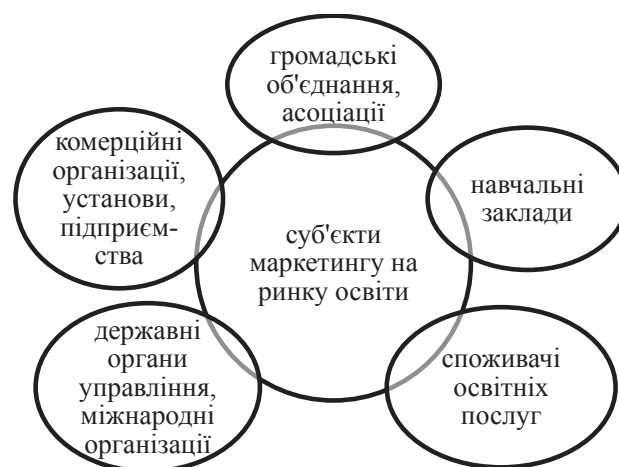 громадські
об'єднання,
асоціації
комерційні
організації,
установи,
підприєм-
ства
навчальні
заклади
суб'єкти
маркетингу на
ринку освіти
державні
органи
управління,
міжнародні
організації
споживачі
освітніх
послуг